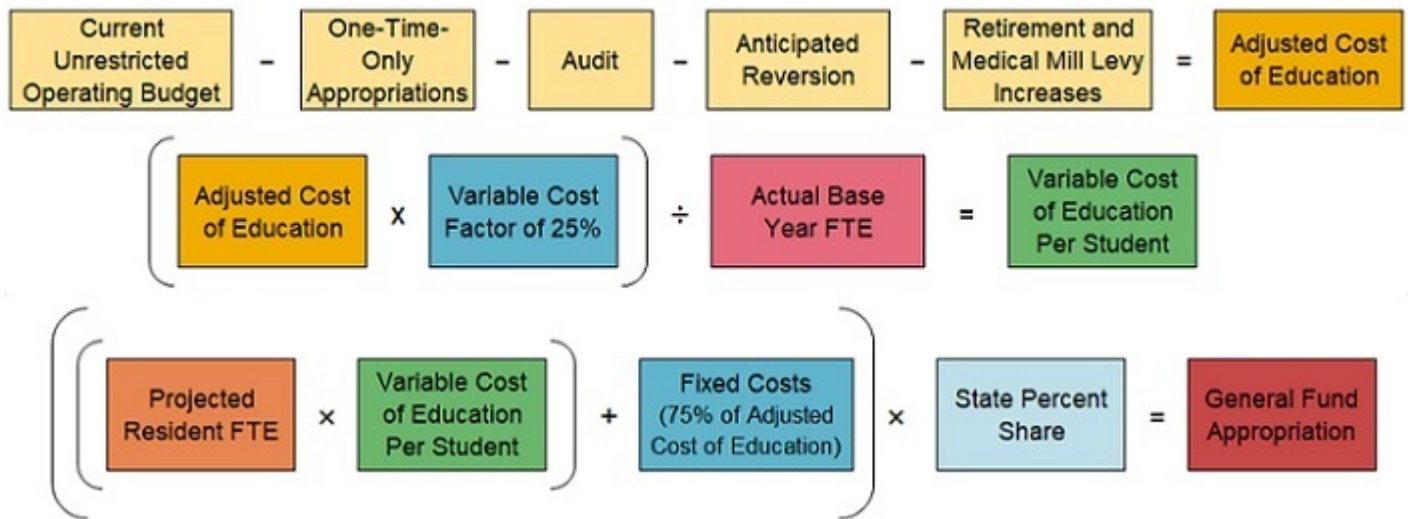 Current
Unrestricted
Operating Budget
–
One-Time-
Only
Appropriations
–
Audit
–
Anticipated
Reversion
–
Retirement and
Medical Mill Levy
Increases
=
Adjusted Cost
of Education
(
Adjusted Cost
of Education
x
Variable Cost
Factor of 25%
)
÷
Actual Base
Year FTE
=
Variable Cost
of Education
Per Student
(
(
Projected
Resident FTE
×
Variable Cost
of Education
Per Student
)
+
Fixed Costs
(75% of Adjusted
Cost of Education)
)
×
State Percent
Share
=
General Fund
Appropriation